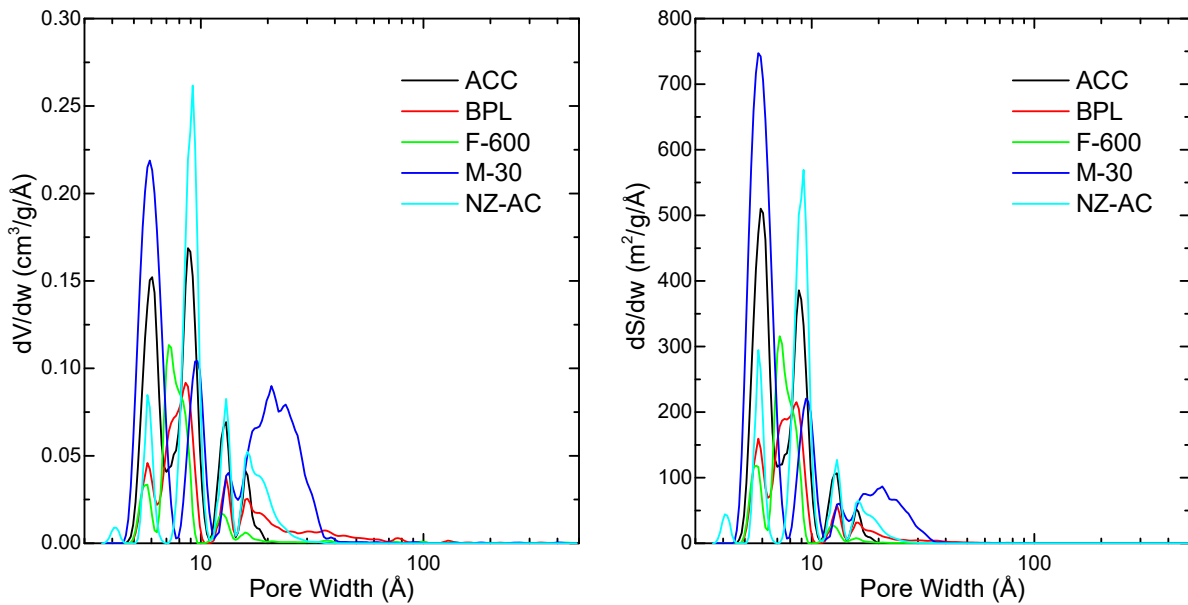 0.30
0.25
0.20
0.15
0.10
0.05
0.00
dV/dw (cm³/g/Å)
ACC
BPL
F-600
M-30
NZ-AC
10
100
Pore Width (Å)
800
700
600
500
400
300
200
100
0
dS/dw (m²/g/Å)
ACC
BPL
F-600
M-30
NZ-AC
10
100
Pore Width (Å)